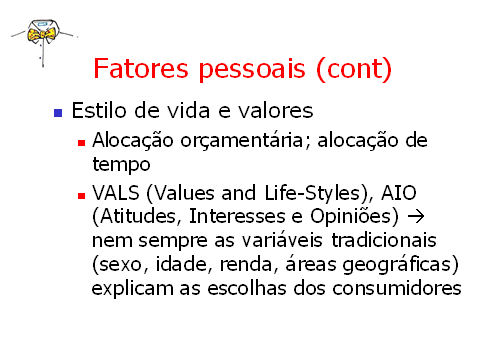 Fatores pessoais (cont)
Estilo de vida e valores
Alocação orçamentária; alocação de
tempo
VALS (Values and Life-Styles), AIO
(Atitudes, Interesses e Opiniões) →
nem sempre as variáveis tradicionais
(sexo, idade, renda, áreas geográficas)
explicam as escolhas dos consumidores